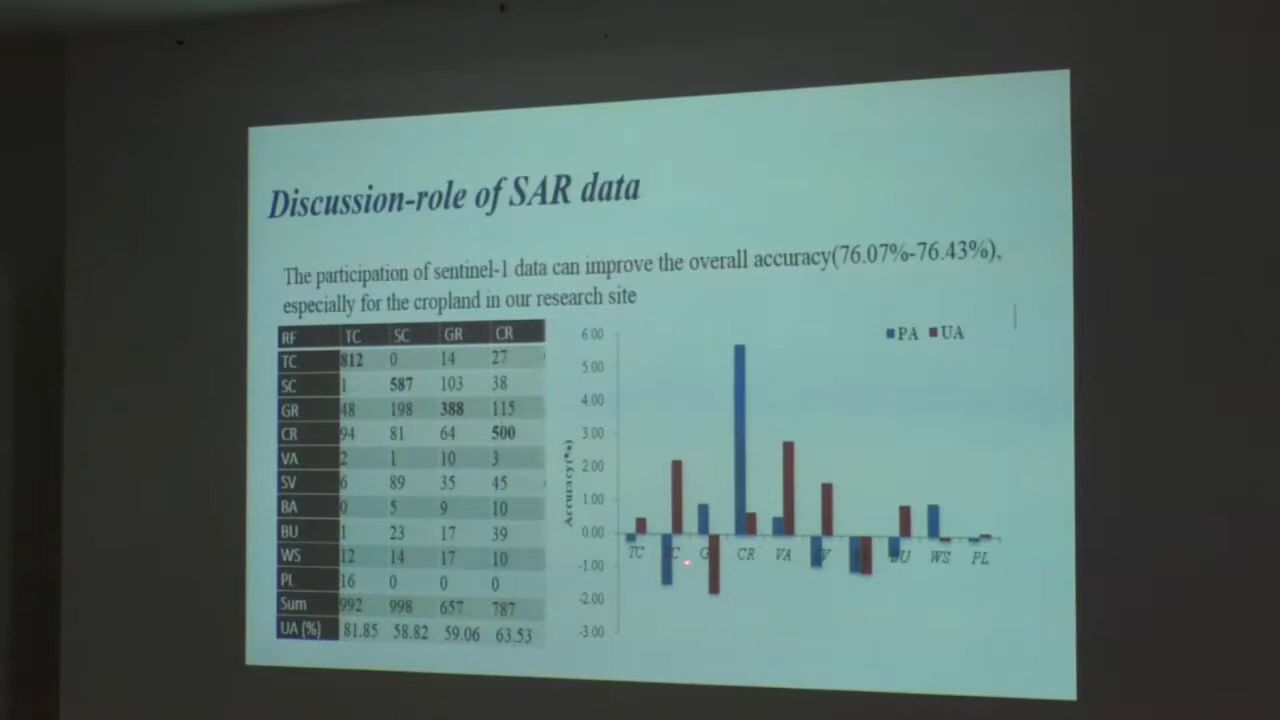 Discussion-role of SAR data
The participation of sentinel-1 data can improve the overall accuracy(76.07%-76.43%),
especially for the cropland in our research site
RF TC SC GR CR
TC 812 0 14 27
SC 1 587 103 38
GR 48 198 388 115
CR 94 81 64 500
VA 2 1 10 3
SV 6 89 35 45
BA 0 5 9 10
BU 1 23 17 39
WS 12 14 17 10
PL 16 0 0 0
Sum 992 998 657 787
UA (%) 81.85 58.82 59.06 63.53
PA UA
6.00
5.00
4.00
3.00
2.00
1.00
0.00
-1.00
-2.00
-3.00
Accuracy(%)
TC CR VA WS PL